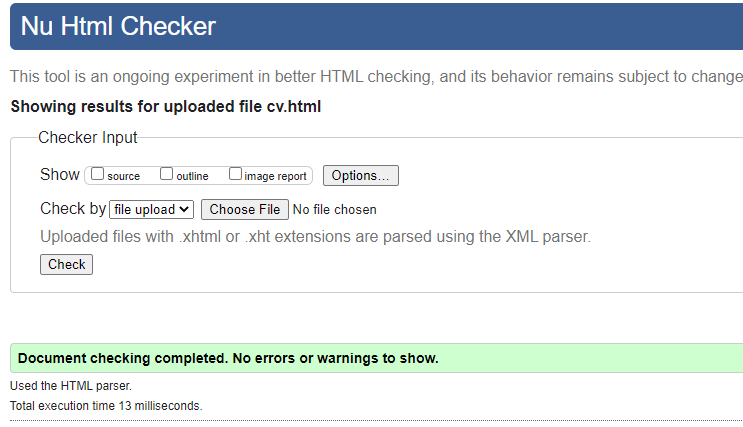 Nu Html Checker
This tool is an ongoing experiment in better HTML checking, and its behavior remains subject to change
Showing results for uploaded file cv.html
Checker Input
Show source outline image report Options...
Check by file upload Choose File No file chosen
Uploaded files with .xhtml or .xht extensions are parsed using the XML parser.
Check
Document checking completed. No errors or warnings to show.
Used the HTML parser.
Total execution time 13 milliseconds.